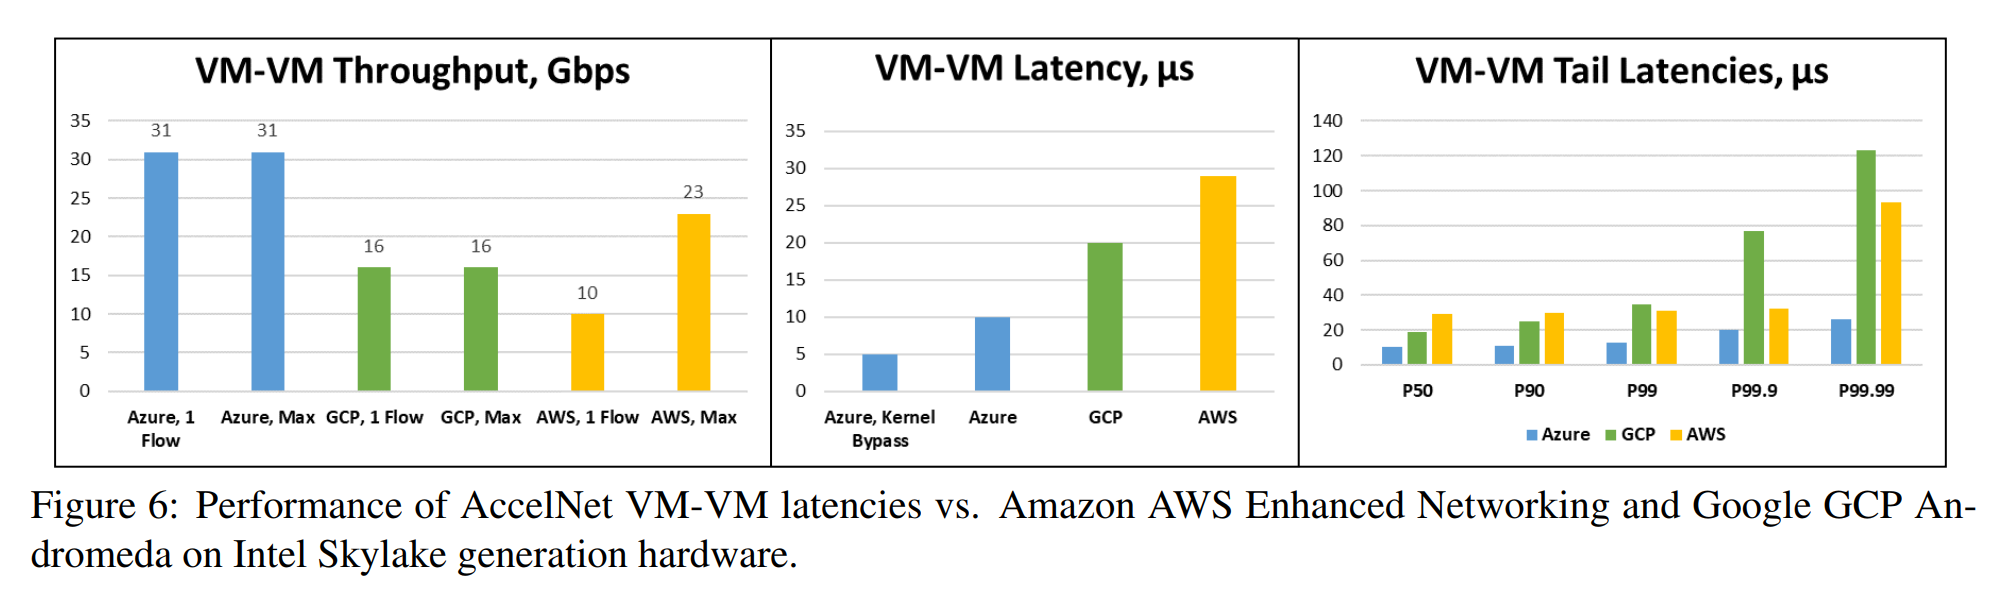 VM-VM Throughput, Gbps
35
30
25
20
15
10
5
0
31
31
16
16
10
23
Azure, 1 Flow
Azure, Max
GCP, 1 Flow
GCP, Max
AWS, 1 Flow
AWS, Max
VM-VM Latency, µs
35
30
25
20
15
10
5
0
Azure, Kernel Bypass
Azure
GCP
AWS
VM-VM Tail Latencies, µs
140
120
100
80
60
40
20
0
P50
P90
P99
P99.9
P99.99
Azure
GCP
AWS
Figure 6: Performance of AccelNet VM-VM latencies vs. Amazon AWS Enhanced Networking and Google GCP An-
dromeda on Intel Skylake generation hardware.